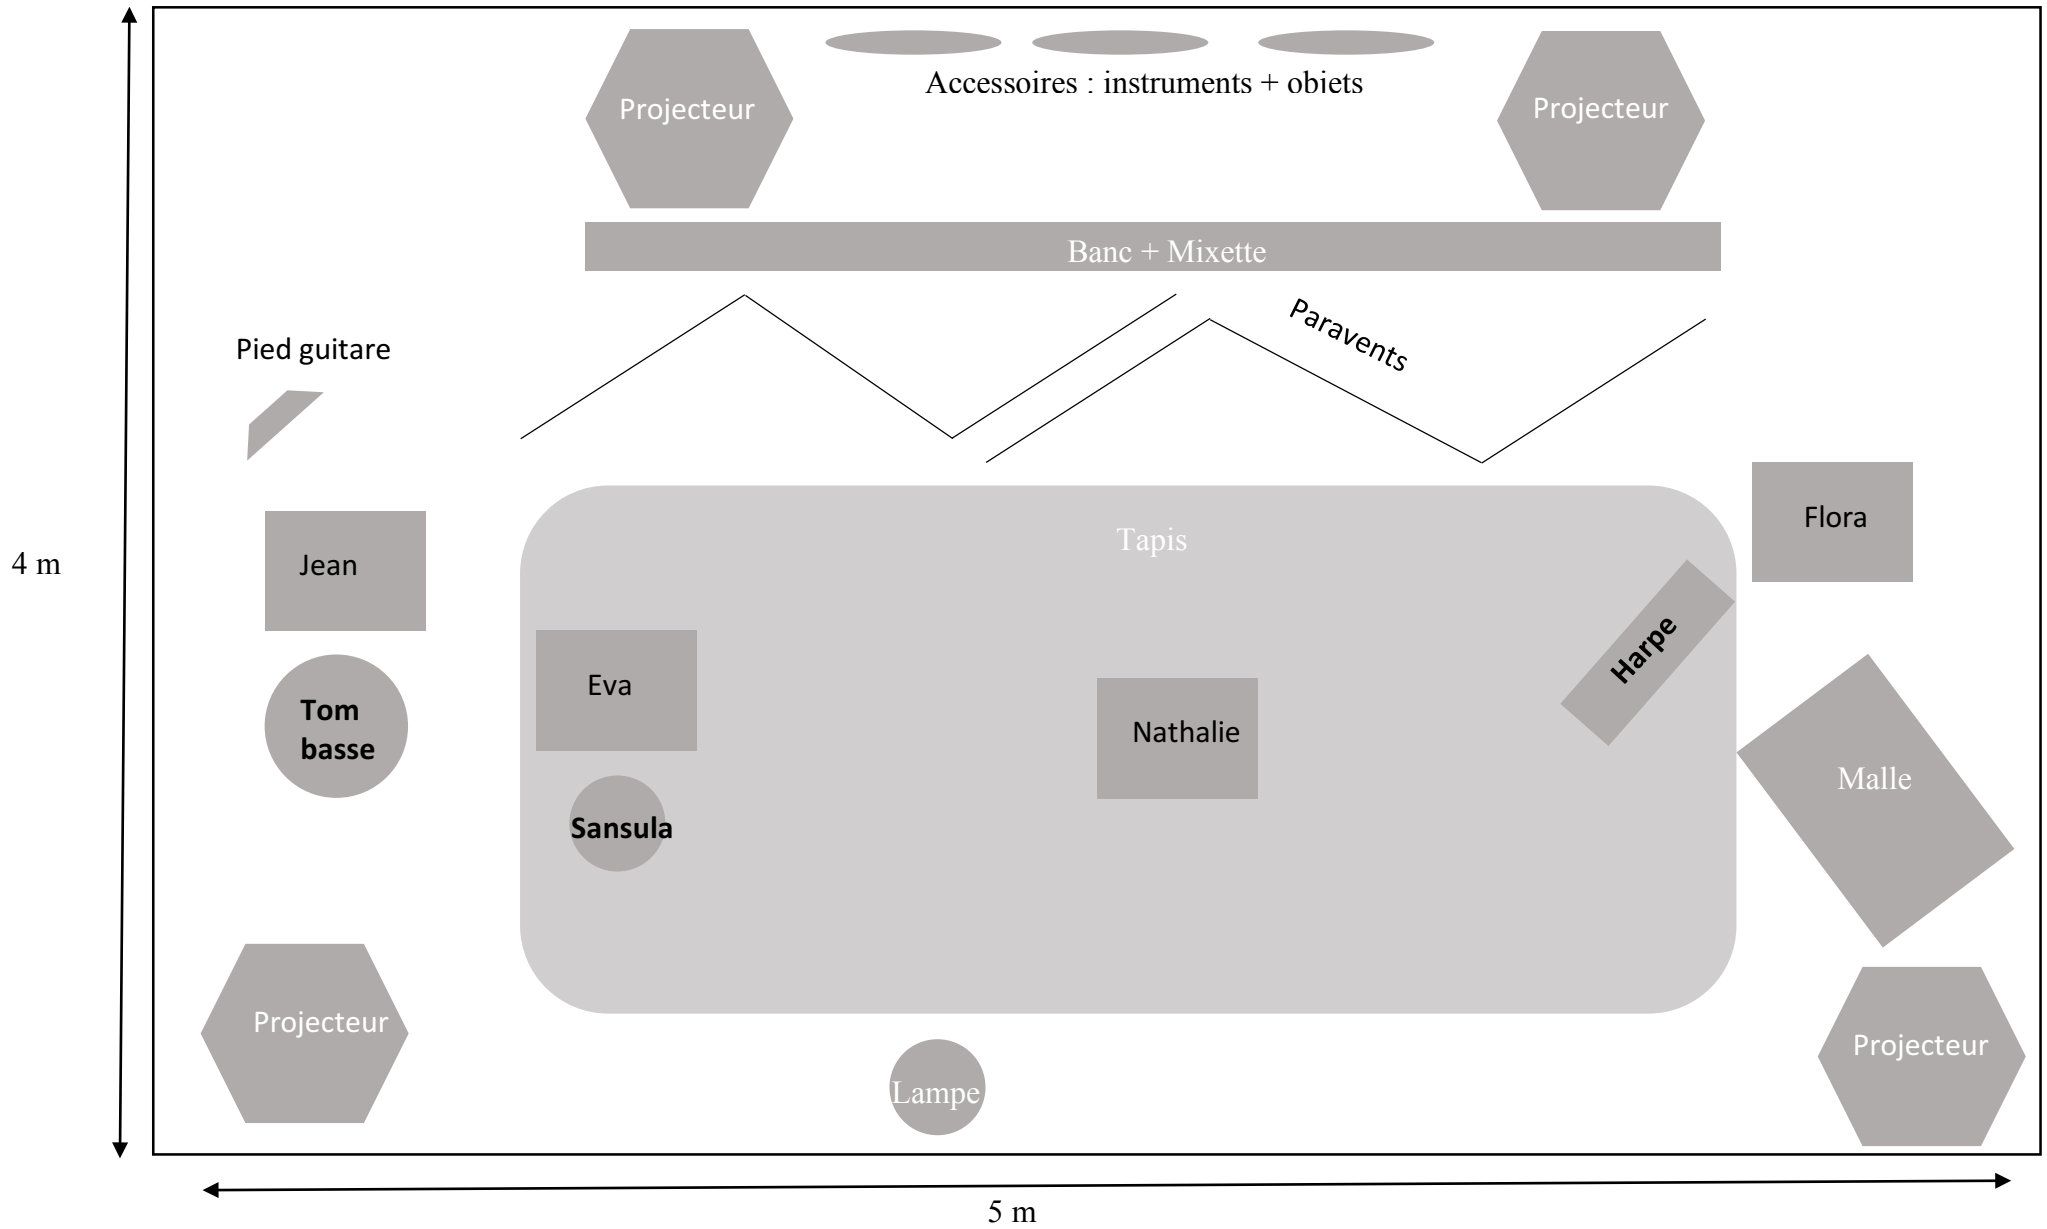 Projecteur
Accessoires : instruments + objets
Projecteur
Banc + Mixette
Paravents
Pied guitare
Flora
Tapis
4 m
Jean
Harpe
Eva
Tom
basse
Nathalie
Malle
Sansula
Projecteur
Projecteur
Lampe
5 m